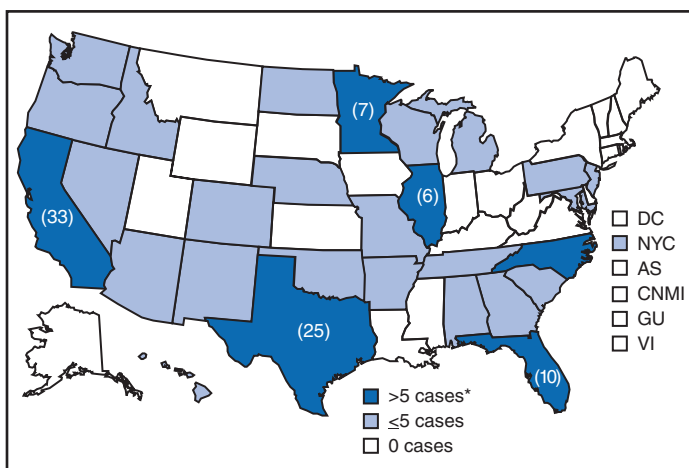 (7)
(6)
(33)
(25)
(10)
DC
NYC
AS
CNMI
GU
VI
>5 cases*
≤5 cases
0 cases